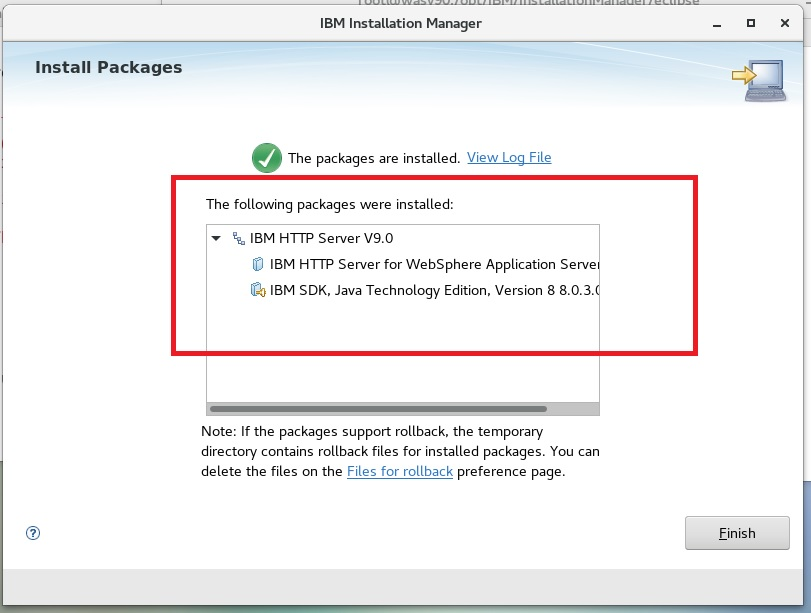 root@wasv90:/opt/IBM/InstallationManager/eclipse
IBM Installation Manager
Install Packages
The packages are installed. View Log File
The following packages were installed:
IBM HTTP Server V9.0
IBM HTTP Server for WebSphere Application Server
IBM SDK, Java Technology Edition, Version 8 8.0.3.0
Note: If the packages support rollback, the temporary
directory contains rollback files for installed packages. You can
delete the files on the Files for rollback preference page.
?
Finish